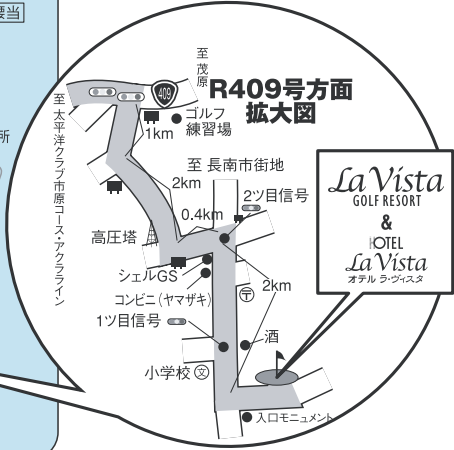 至 茂原
R409号方面
拡大図
409
ゴルフ
練習場
1km
至 太平洋クラブ市原コース・アクアライン
所
至 長南市街地
2km
2ツ目信号
0.4km
高圧塔
シェルGS
コンビニ（ヤマザキ）
〒
2km
1ツ目信号
酒
小学校 文
入口モニュメント
La Vista
GOLF RESORT
&
HOTEL
La Vista
オテル ラ・ヴィスタ